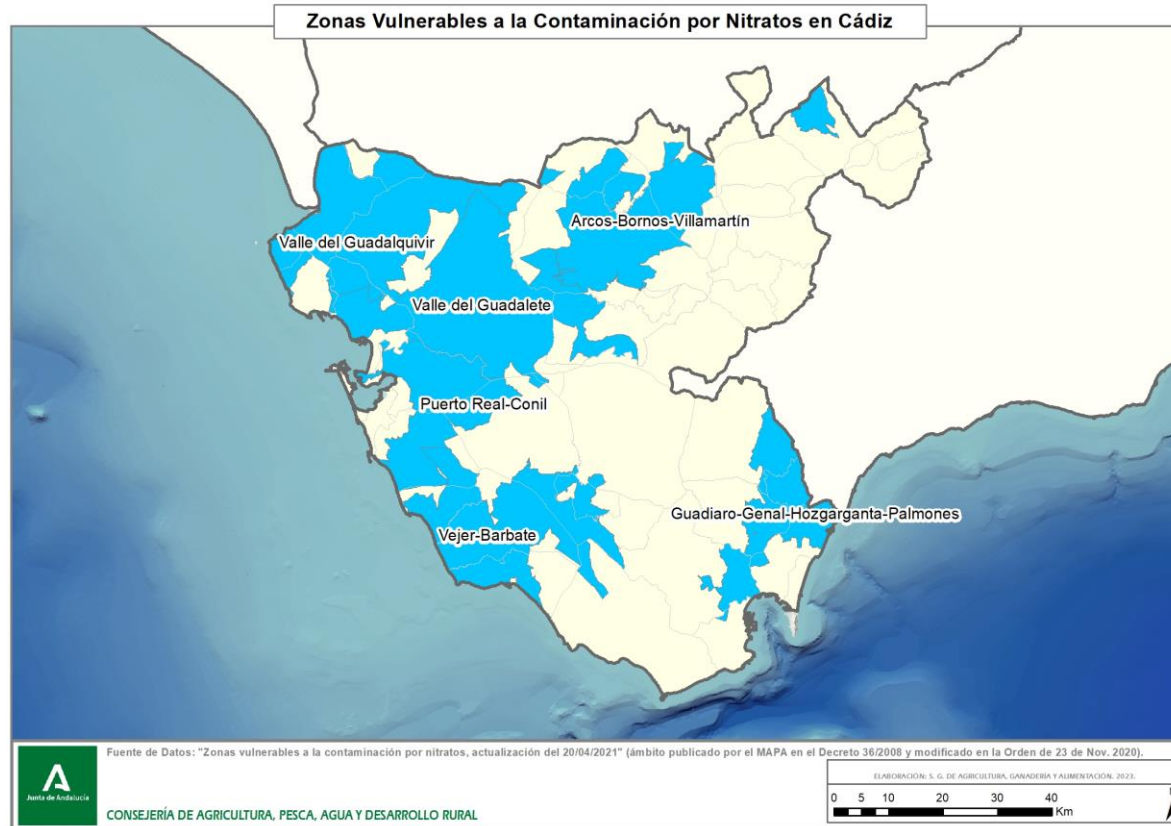 Zonas Vulnerables a la Contaminación por Nitratos en Cádiz
Arcos-Bornos-Villamartín
Valle del Guadalquivir
Valle del Guadalete
Puerto Real-Conil
Guadiaro-Genal-Hozgarganta-Palmones
Vejer-Barbate
Fuente de Datos: "Zonas vulnerables a la contaminación por nitratos, actualización del 20/04/2021" (ámbito publicado por el MAPA en el Decreto 36/2008 y modificado en la Orden de 23 de Nov. 2020).
ELABORACIÓN: S. G. DE AGRICULTURA, GANADERÍA Y ALIMENTACIÓN. 2023.
0 5 10 20 30 40
Km
Junta de Andalucía
CONSEJERÍA DE AGRICULTURA, PESCA, AGUA Y DESARROLLO RURAL